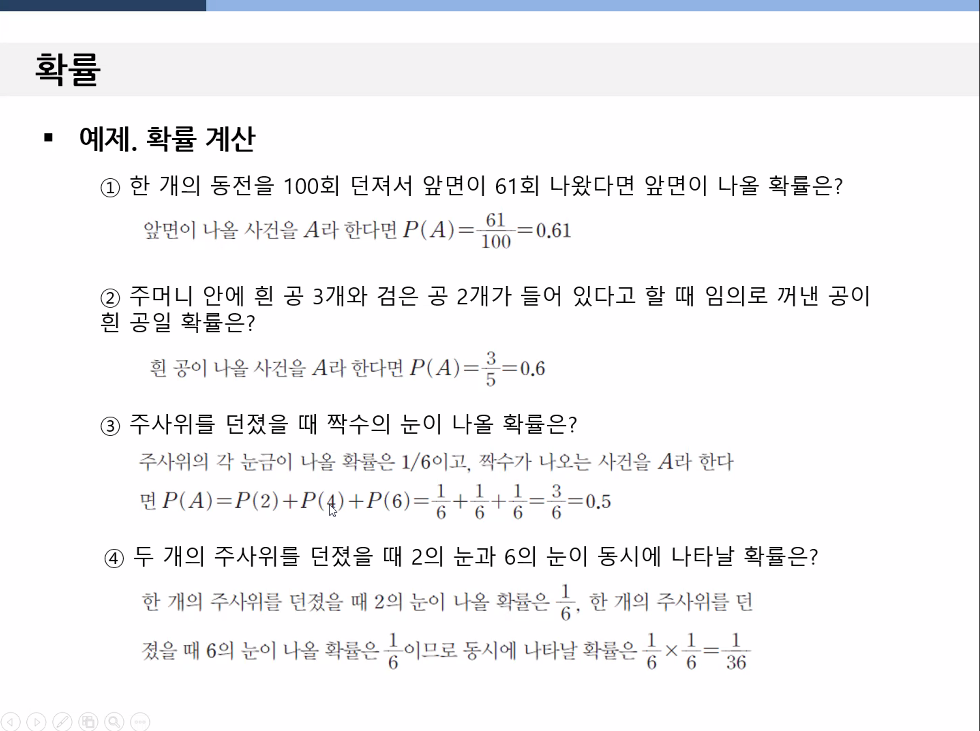 확률
▪ 예제. 확률 계산
① 한 개의 동전을 100회 던져서 앞면이 61회 나왔다면 앞면이 나올 확률은?
앞면이 나올 사건을 A라 한다면 P(A)=61/100=0.61
② 주머니 안에 흰 공 3개와 검은 공 2개가 들어 있다고 할 때 임의로 꺼낸 공이
흰 공일 확률은?
흰 공이 나올 사건을 A라 한다면 P(A)=3/5=0.6
③ 주사위를 던졌을 때 짝수의 눈이 나올 확률은?
주사위의 각 눈금이 나올 확률은 1/6이고, 짝수가 나오는 사건을 A라 한다
면 P(A)=P(2)+P(4)+P(6)=1/6+1/6+1/6=3/6=0.5
④ 두 개의 주사위를 던졌을 때 2의 눈과 6의 눈이 동시에 나타날 확률은?
한 개의 주사위를 던졌을 때 2의 눈이 나올 확률은 1/6, 한 개의 주사위를 던
졌을 때 6의 눈이 나올 확률은 1/6이므로 동시에 나타날 확률은 1/6×1/6=1/36